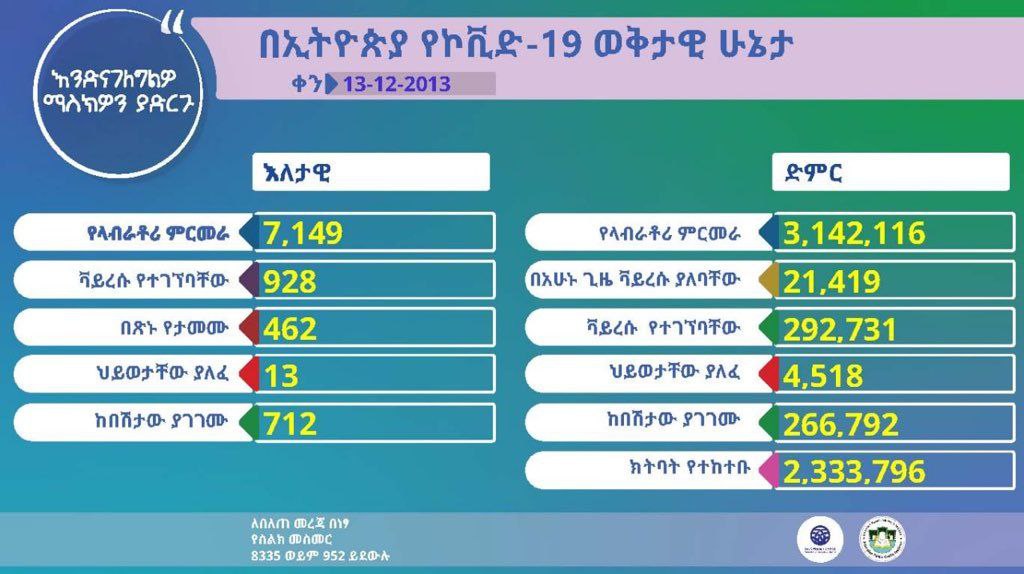 “
እንድናገለግልዎ
ማስክዎን ያድርጉ
በኢትዮጵያ የኮቪድ-19 ወቅታዊ ሁኔታ
ቀን 13-12-2013
እለታዊ
የላብራቶሪ ምርመራ 7,149
ቫይረሱ የተገኘባቸው 928
በጽኑ የታመሙ 462
ህይወታቸው ያለፈ 13
ከበሽታው ያገገሙ 712
ድምር
የላብራቶሪ ምርመራ 3,142,116
በአሁኑ ጊዜ ቫይረሱ ያለባቸው 21,419
ቫይረሱ የተገኘባቸው 292,731
ህይወታቸው ያለፈ 4,518
ከበሽታው ያገገሙ 266,792
ክትባት የተከተቡ 2,333,796
ለበለጠ መረጃ በነፃ
የስልክ መስመር
8335 ወይም 952 ይደውሉ